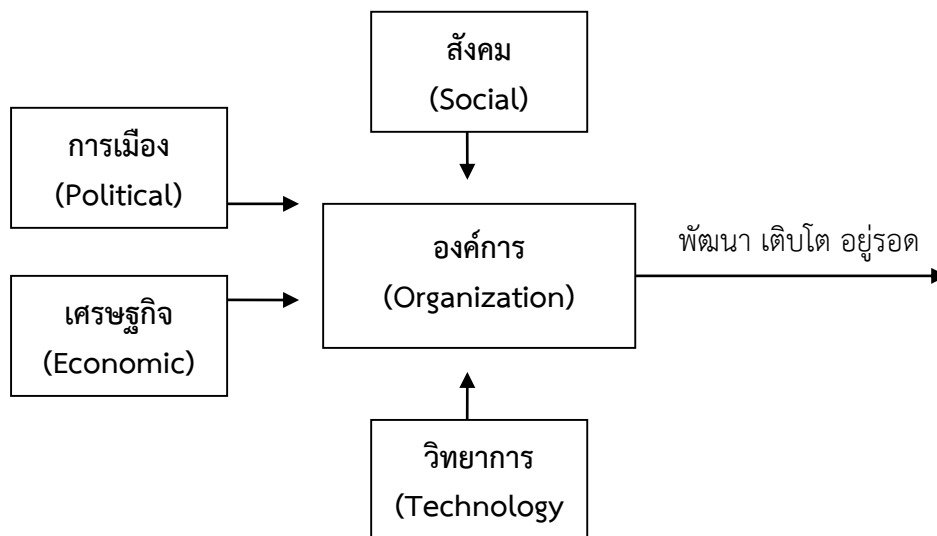 สังคม
(Social)
การเมือง
(Political)
องค์การ
(Organization)
พัฒนา เติบโต อยู่รอด
เศรษฐกิจ
(Economic)
วิทยาการ
(Technology